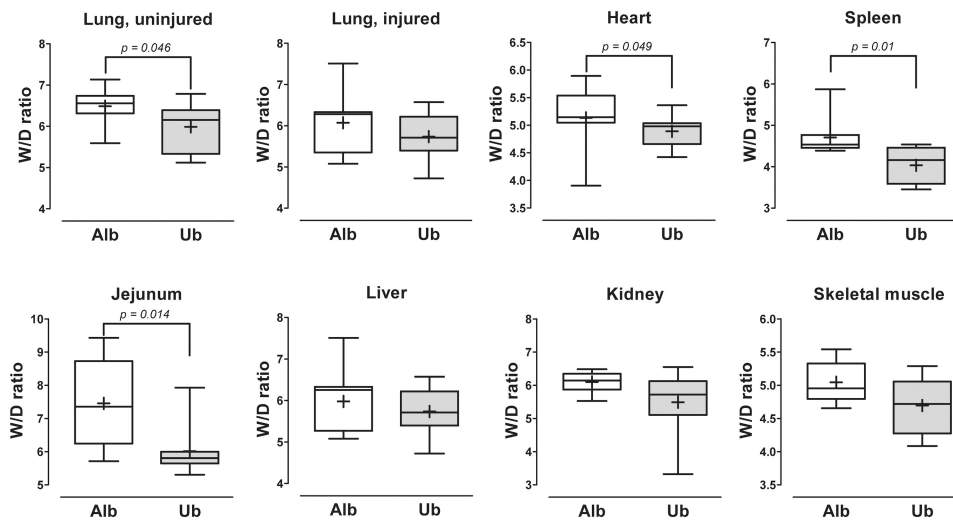 Lung, uninjured
8
7
6
5
4
W/D ratio
p = 0.046
Alb
Ub
Lung, injured
8
7
6
5
4
W/D ratio
Alb
Ub
Heart
6.5
6.0
5.5
5.0
4.5
4.0
3.5
W/D ratio
p = 0.049
Alb
Ub
Spleen
7
6
5
4
3
W/D ratio
p = 0.01
Alb
Ub
Jejunum
10
9
8
7
6
5
W/D ratio
p = 0.014
Alb
Ub
Liver
8
7
6
5
4
W/D ratio
Alb
Ub
Kidney
8
7
6
5
4
3
W/D ratio
Alb
Ub
Skeletal muscle
6.0
5.5
5.0
4.5
4.0
3.5
W/D ratio
Alb
Ub